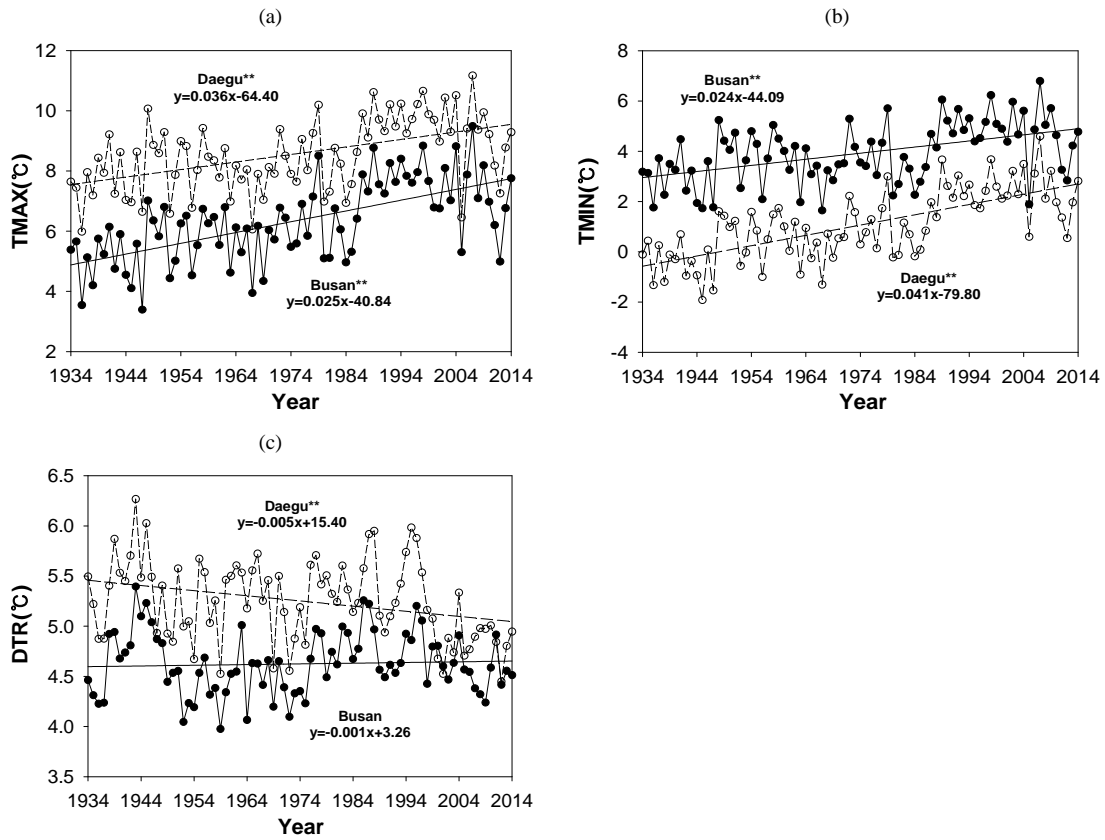 (a)
12
10
8
6
4
2
TMAX(℃)
Daegu**
y=0.036x-64.40
Busan**
y=0.025x-40.84
1934 1944 1954 1964 1974 1984 1994 2004 2014
Year
(b)
8
6
4
2
0
-2
-4
TMIN(℃)
Busan**
y=0.024x-44.09
Daegu**
y=0.041x-79.80
1934 1944 1954 1964 1974 1984 1994 2004 2014
Year
(c)
6.5
6.0
5.5
5.0
4.5
4.0
3.5
DTR(℃)
Daegu**
y=-0.005x+15.40
Busan
y=-0.001x+3.26
1934 1944 1954 1964 1974 1984 1994 2004 2014
Year